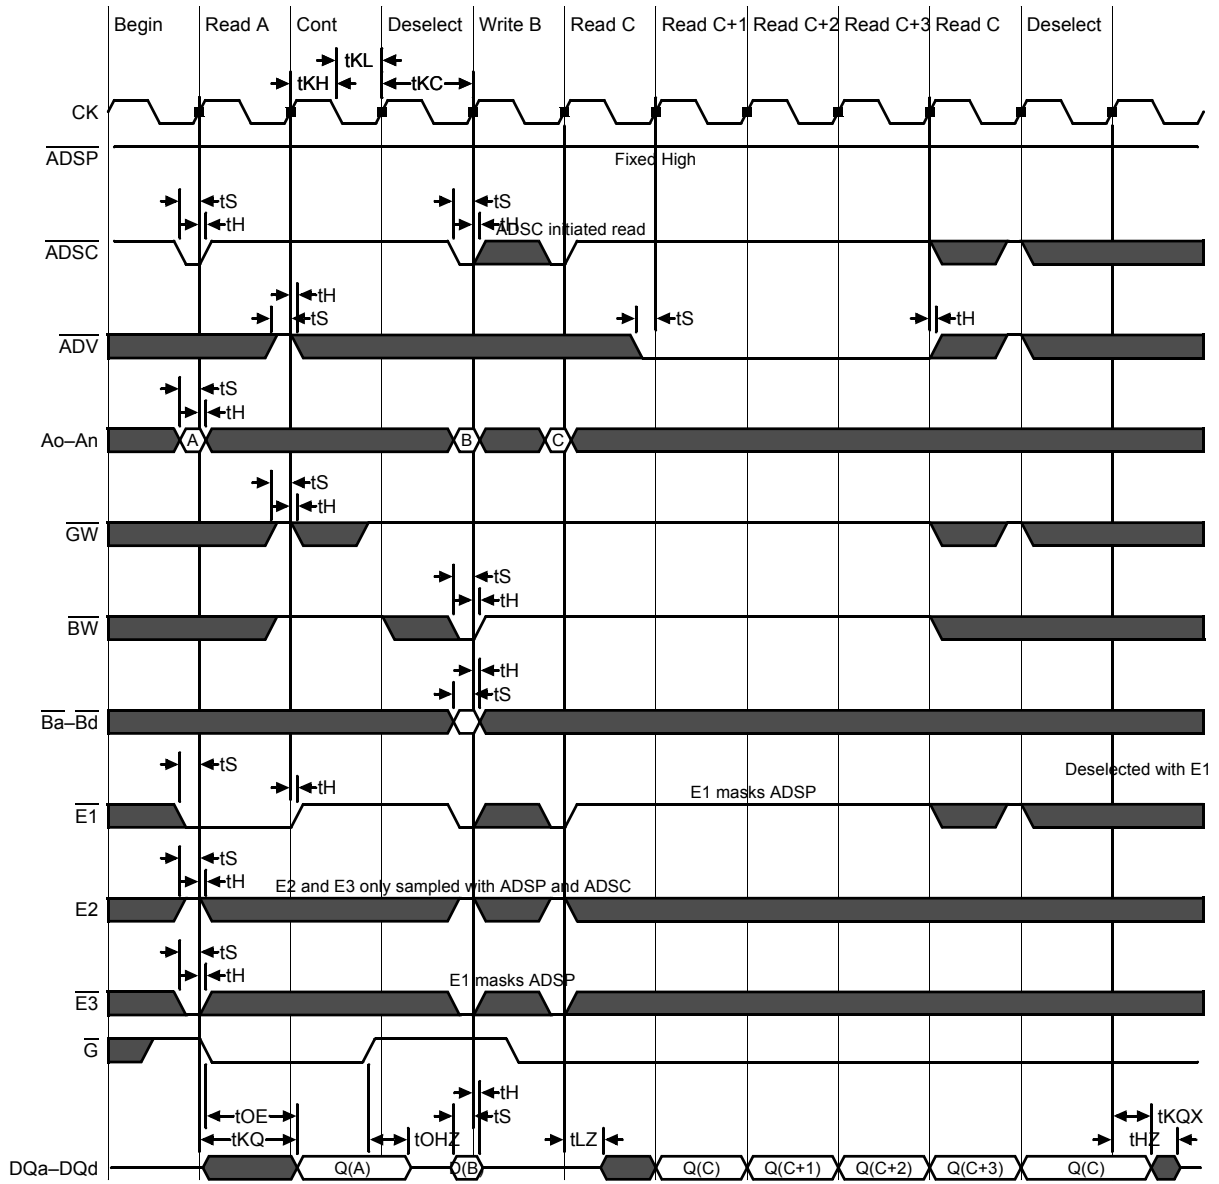 Begin Read A Cont Deselect Write B Read C Read C+1 Read C+2 Read C+3 Read C Deselect
tKL
tKH tKC
CK
ADSP
Fixed High
tS tS
tH tH
ADSC initiated read
ADSC
tH
tS tS tH
ADV
tS
tH
Ao–An A B C
tS
tH
GW
tS
tH
BW
tH
tS
Ba–Bd
tS
Deselected with E1
tH
E1 masks ADSP
E1
tS
tH
E2 and E3 only sampled with ADSP and ADSC
E2
tS
tH
E1 masks ADSP
E3
G
tH
tOE tS tKQX
tKQ tOHZ tLZ tHZ
DQa–DQd Q(A) D(B) Q(C) Q(C+1) Q(C+2) Q(C+3) Q(C)